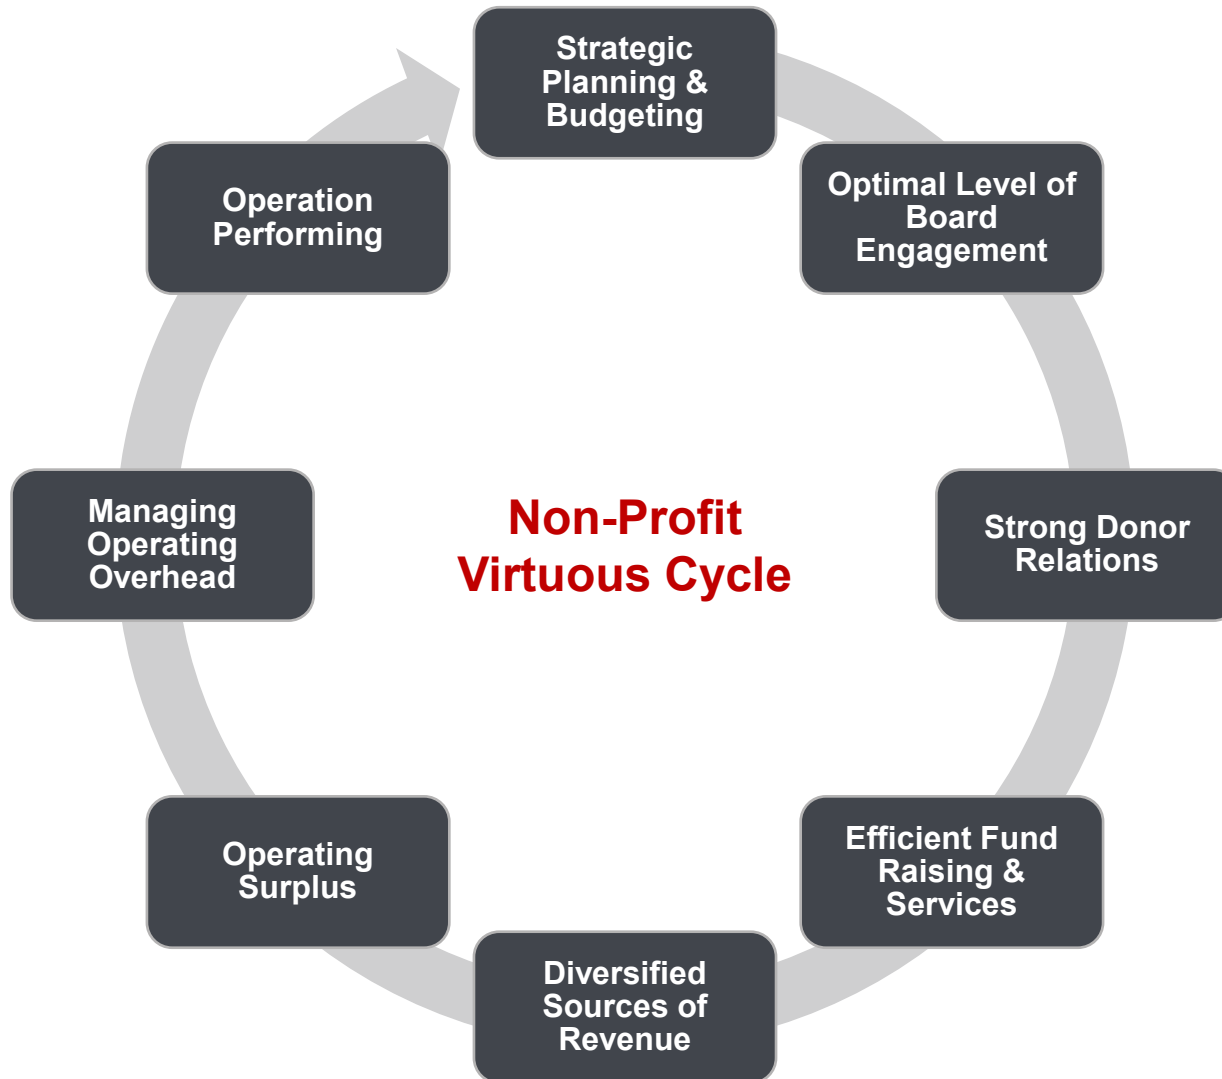 Strategic
Planning &
Budgeting
Optimal Level of
Board
Engagement
Strong Donor
Relations
Efficient Fund
Raising &
Services
Diversified
Sources of
Revenue
Operating
Surplus
Managing
Operating
Overhead
Operation
Performing
Non-Profit
Virtuous Cycle